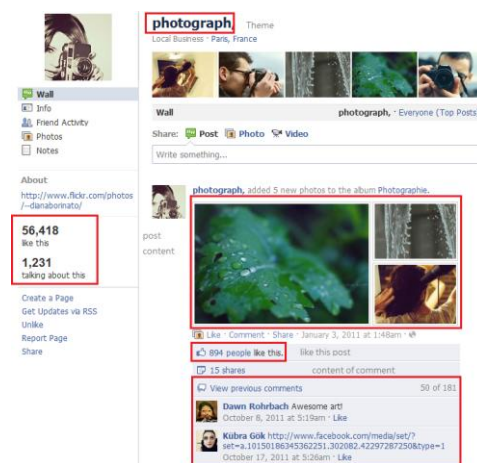 photograph, Theme
Local Business · Paris, France
Wall
Info
Friend Activity
Photos
Notes
About
http://www.flickr.com/photos
/--dianaborinato/
56,418
like this
1,231
talking about this
Create a Page
Get Updates via RSS
Unlike
Report Page
Share
Wall photograph, · Everyone (Top Posts)
Share: Post Photo Video
Write something...
photograph, added 5 new photos to the album Photographie.
post
content
Like · Comment · Share · January 3, 2011 at 1:48am ·
894 people like this. like this post
15 shares content of comment
View previous comments 50 of 181
Dawn Rohrbach Awesome art!
October 8, 2011 at 5:19am · Like
Kübra Gök http://www.facebook.com/media/set/?
set=a.10150186345362251.302082.42297287250&type=1
October 17, 2011 at 5:26am · Like